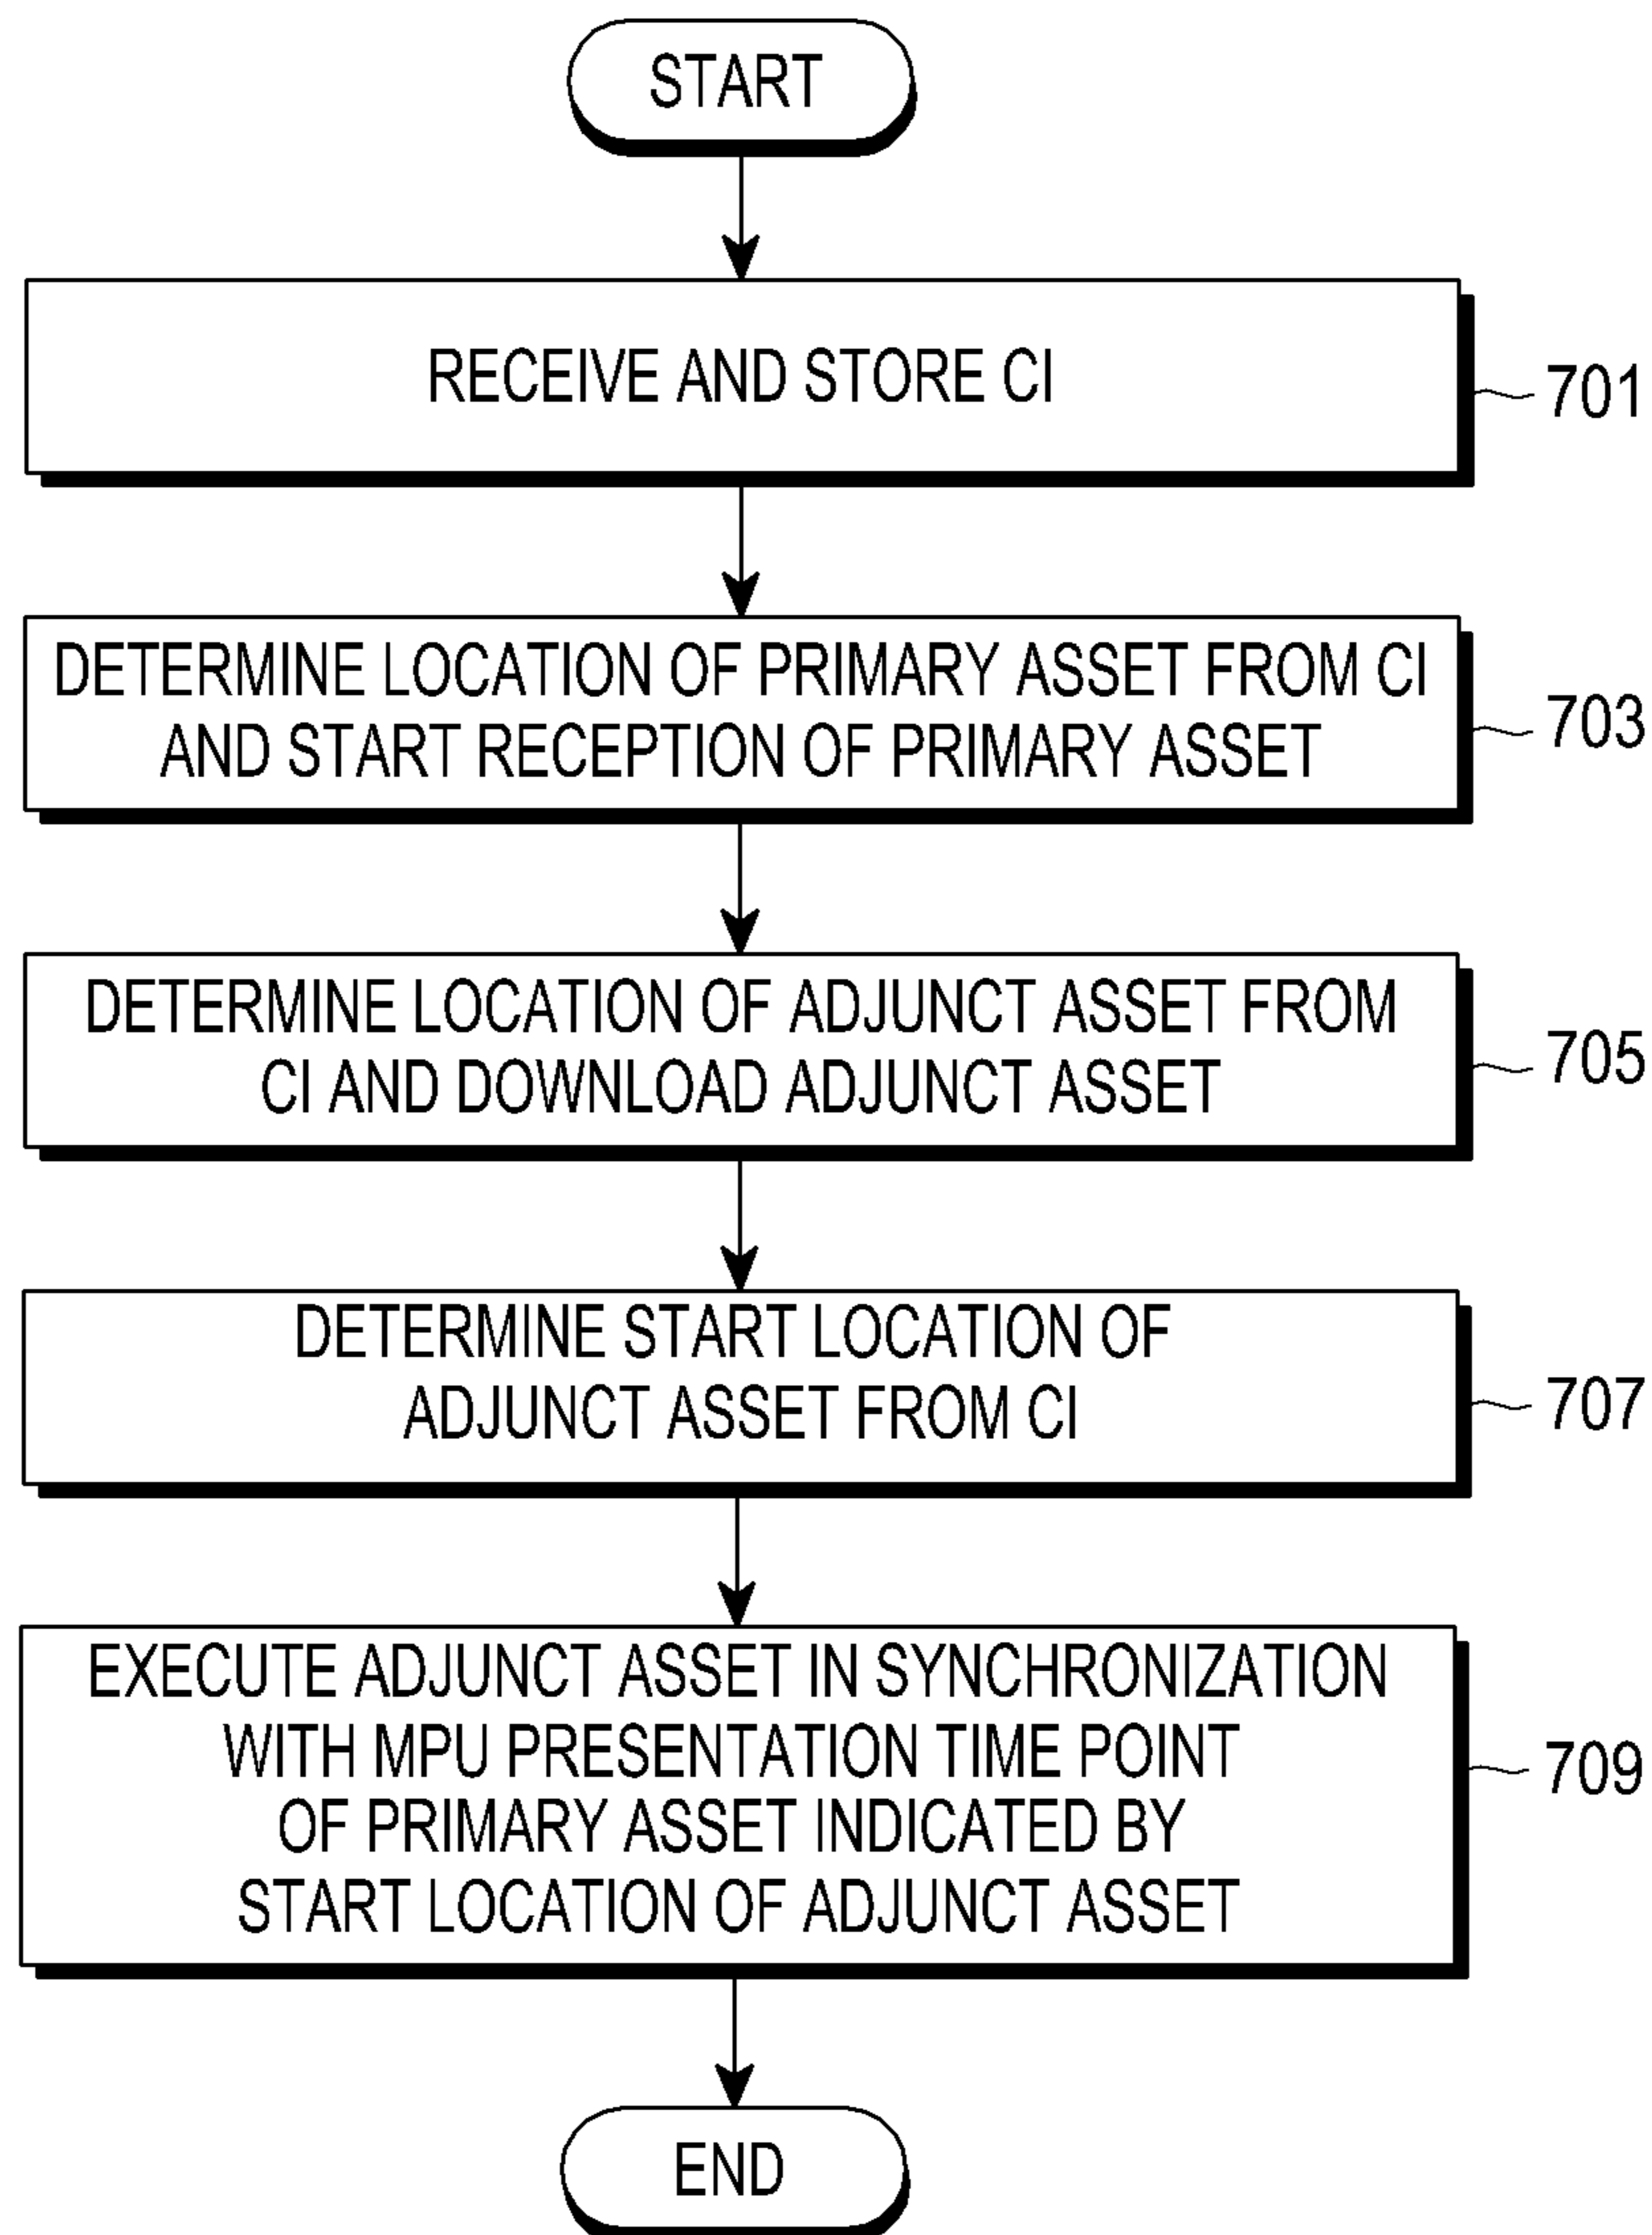 START
RECEIVE AND STORE CI
701
DETERMINE LOCATION OF PRIMARY ASSET FROM CI
AND START RECEPTION OF PRIMARY ASSET
703
DETERMINE LOCATION OF ADJUNCT ASSET FROM
CI AND DOWNLOAD ADJUNCT ASSET
705
DETERMINE START LOCATION OF
ADJUNCT ASSET FROM CI
707
EXECUTE ADJUNCT ASSET IN SYNCHRONIZATION
WITH MPU PRESENTATION TIME POINT
OF PRIMARY ASSET INDICATED BY
START LOCATION OF ADJUNCT ASSET
709
END